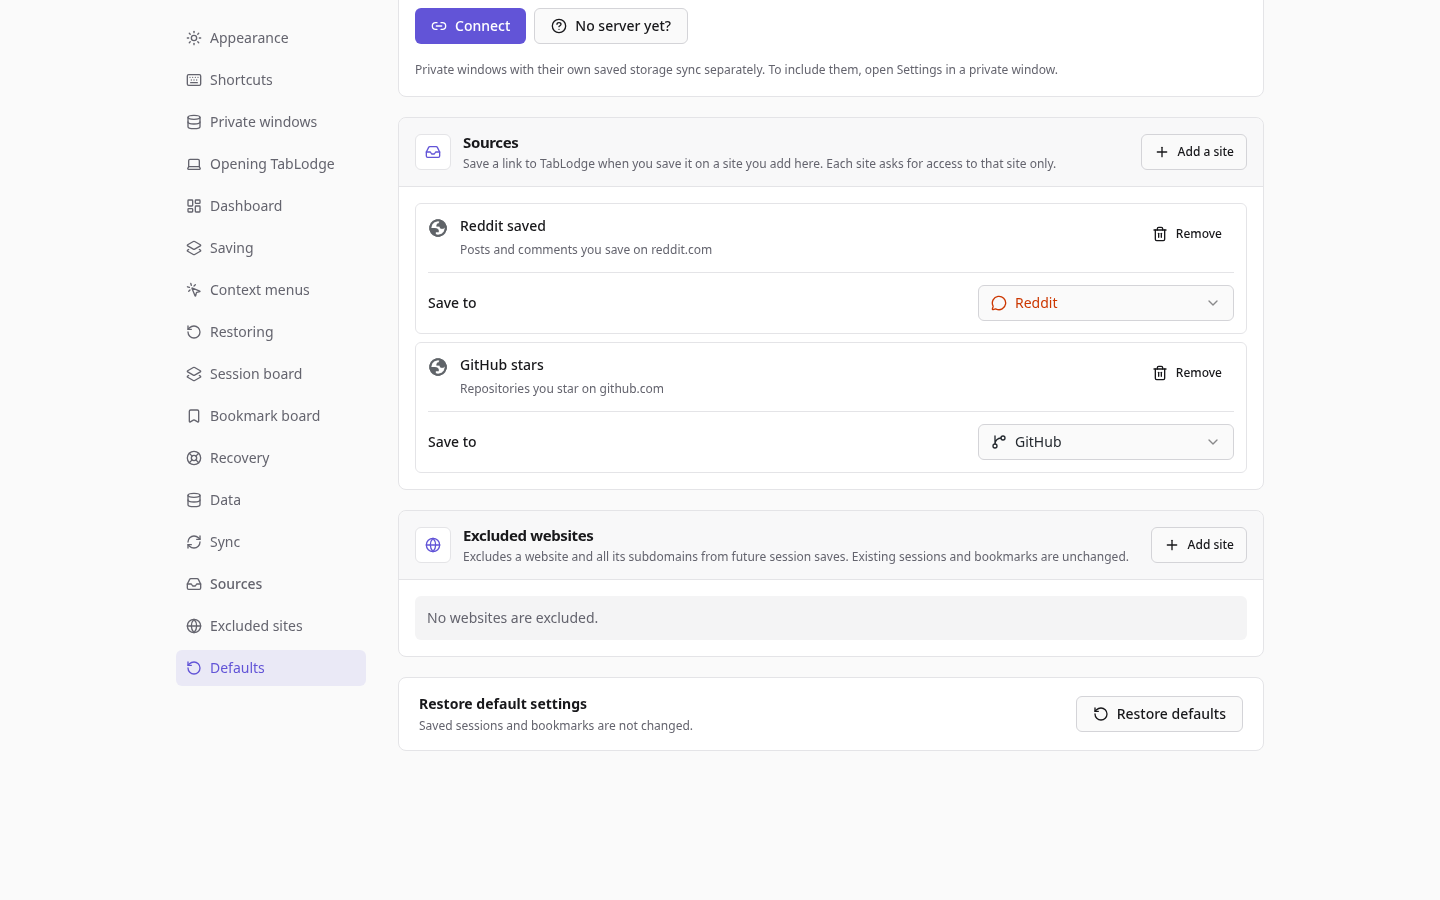 Appearance
Shortcuts
Private windows
Opening TabLodge
Dashboard
Saving
Context menus
Restoring
Session board
Bookmark board
Recovery
Data
Sync
Sources
Excluded sites
Defaults
Connect
No server yet?
Private windows with their own saved storage sync separately. To include them, open Settings in a private window.
Sources
Save a link to TabLodge when you save it on a site you add here. Each site asks for access to that site only.
Add a site
Reddit saved
Posts and comments you save on reddit.com
Remove
Save to
Reddit
GitHub stars
Repositories you star on github.com
Remove
Save to
GitHub
Excluded websites
Excludes a website and all its subdomains from future session saves. Existing sessions and bookmarks are unchanged.
Add site
No websites are excluded.
Restore default settings
Saved sessions and bookmarks are not changed.
Restore defaults